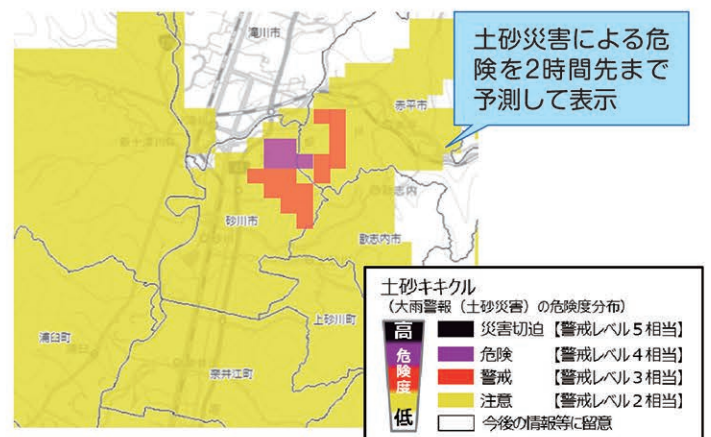 滝川市
土砂災害による危
険を2時間先まで
予測して表示
赤平市
砂川市
歌志内市
上砂川町
浦臼町
奈井江町
土砂キキクル
（大雨警報（土砂災害）の危険度分布）
高 危険度 低
災害切迫【警戒レベル5相当】
危険【警戒レベル4相当】
警戒【警戒レベル3相当】
注意【警戒レベル2相当】
今後の情報等に留意